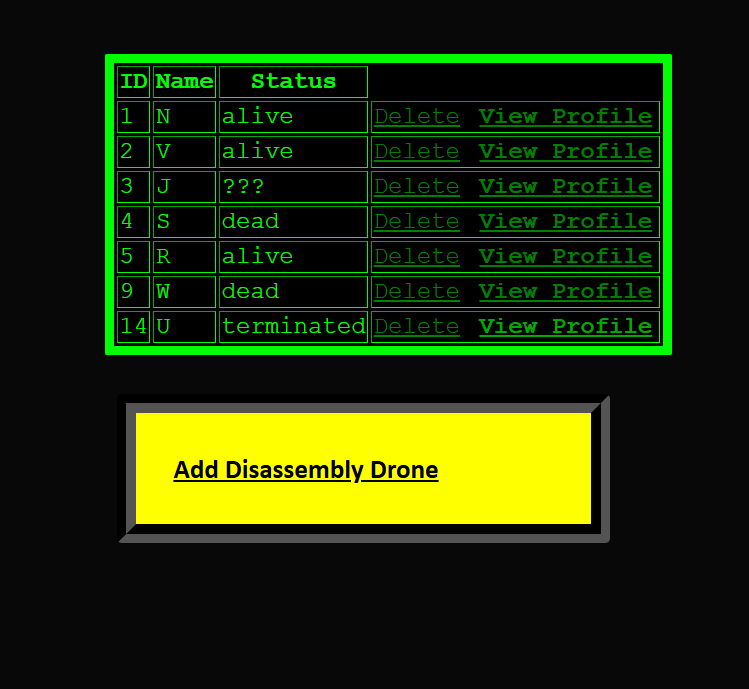 ID Name Status
1 N alive Delete View Profile
2 V alive Delete View Profile
3 J ??? Delete View Profile
4 S dead Delete View Profile
5 R alive Delete View Profile
9 W dead Delete View Profile
14 U terminated Delete View Profile
Add Disassembly Drone